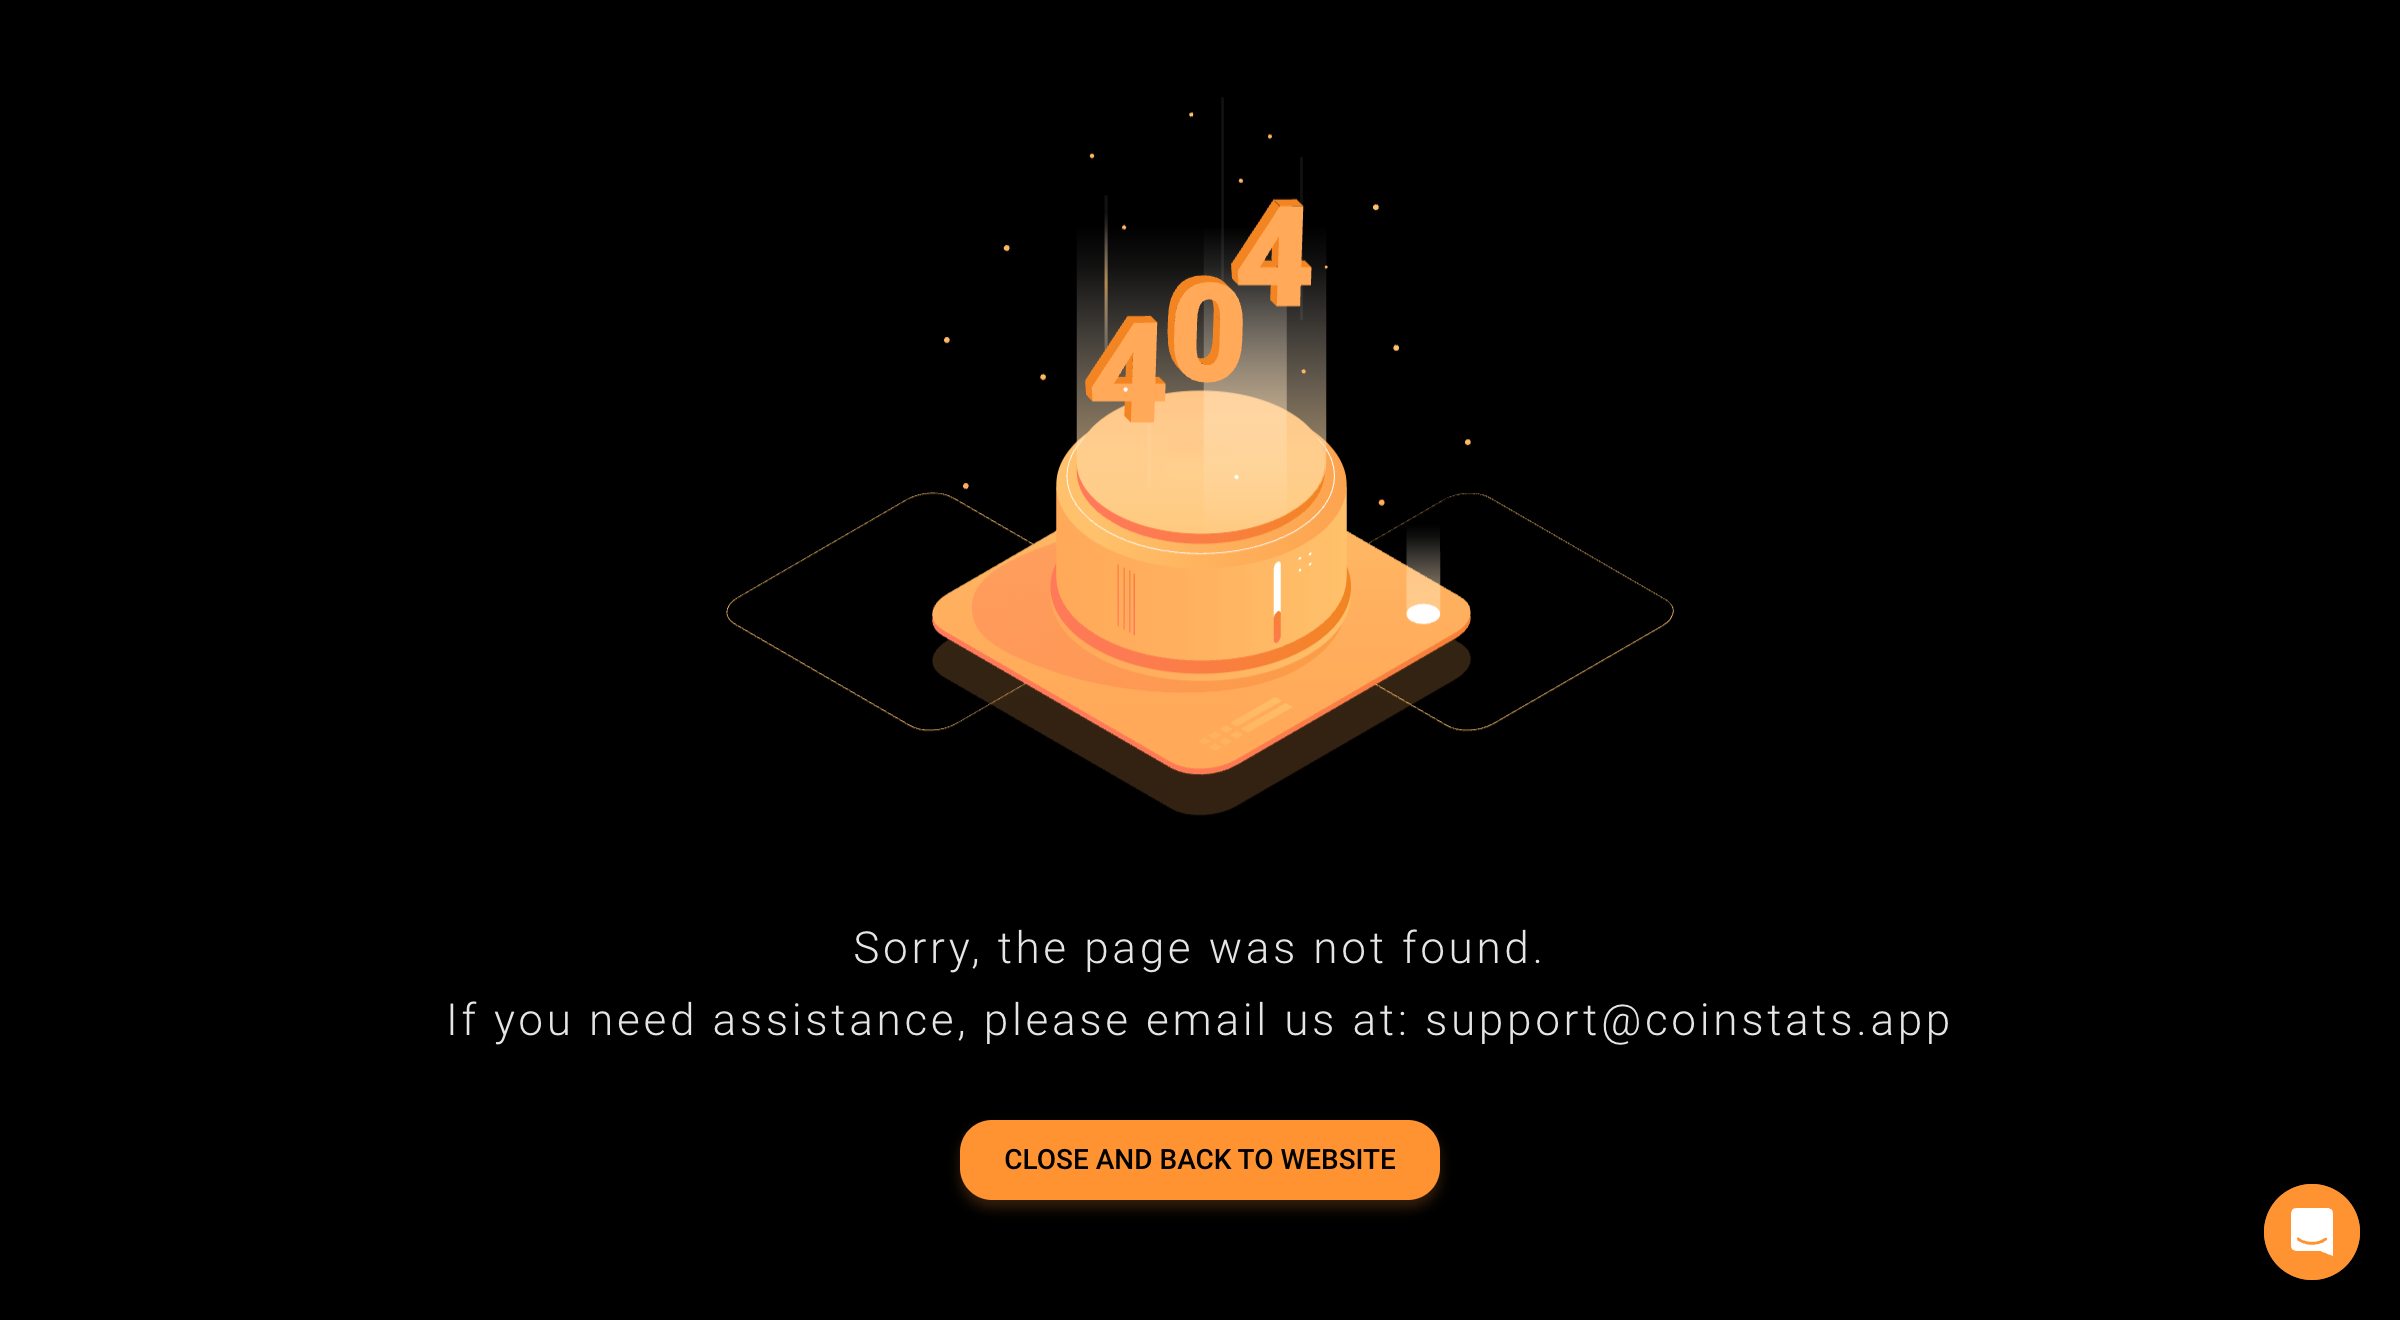 404
Sorry, the page was not found.
If you need assistance, please email us at: support@coinstats.app
CLOSE AND BACK TO WEBSITE